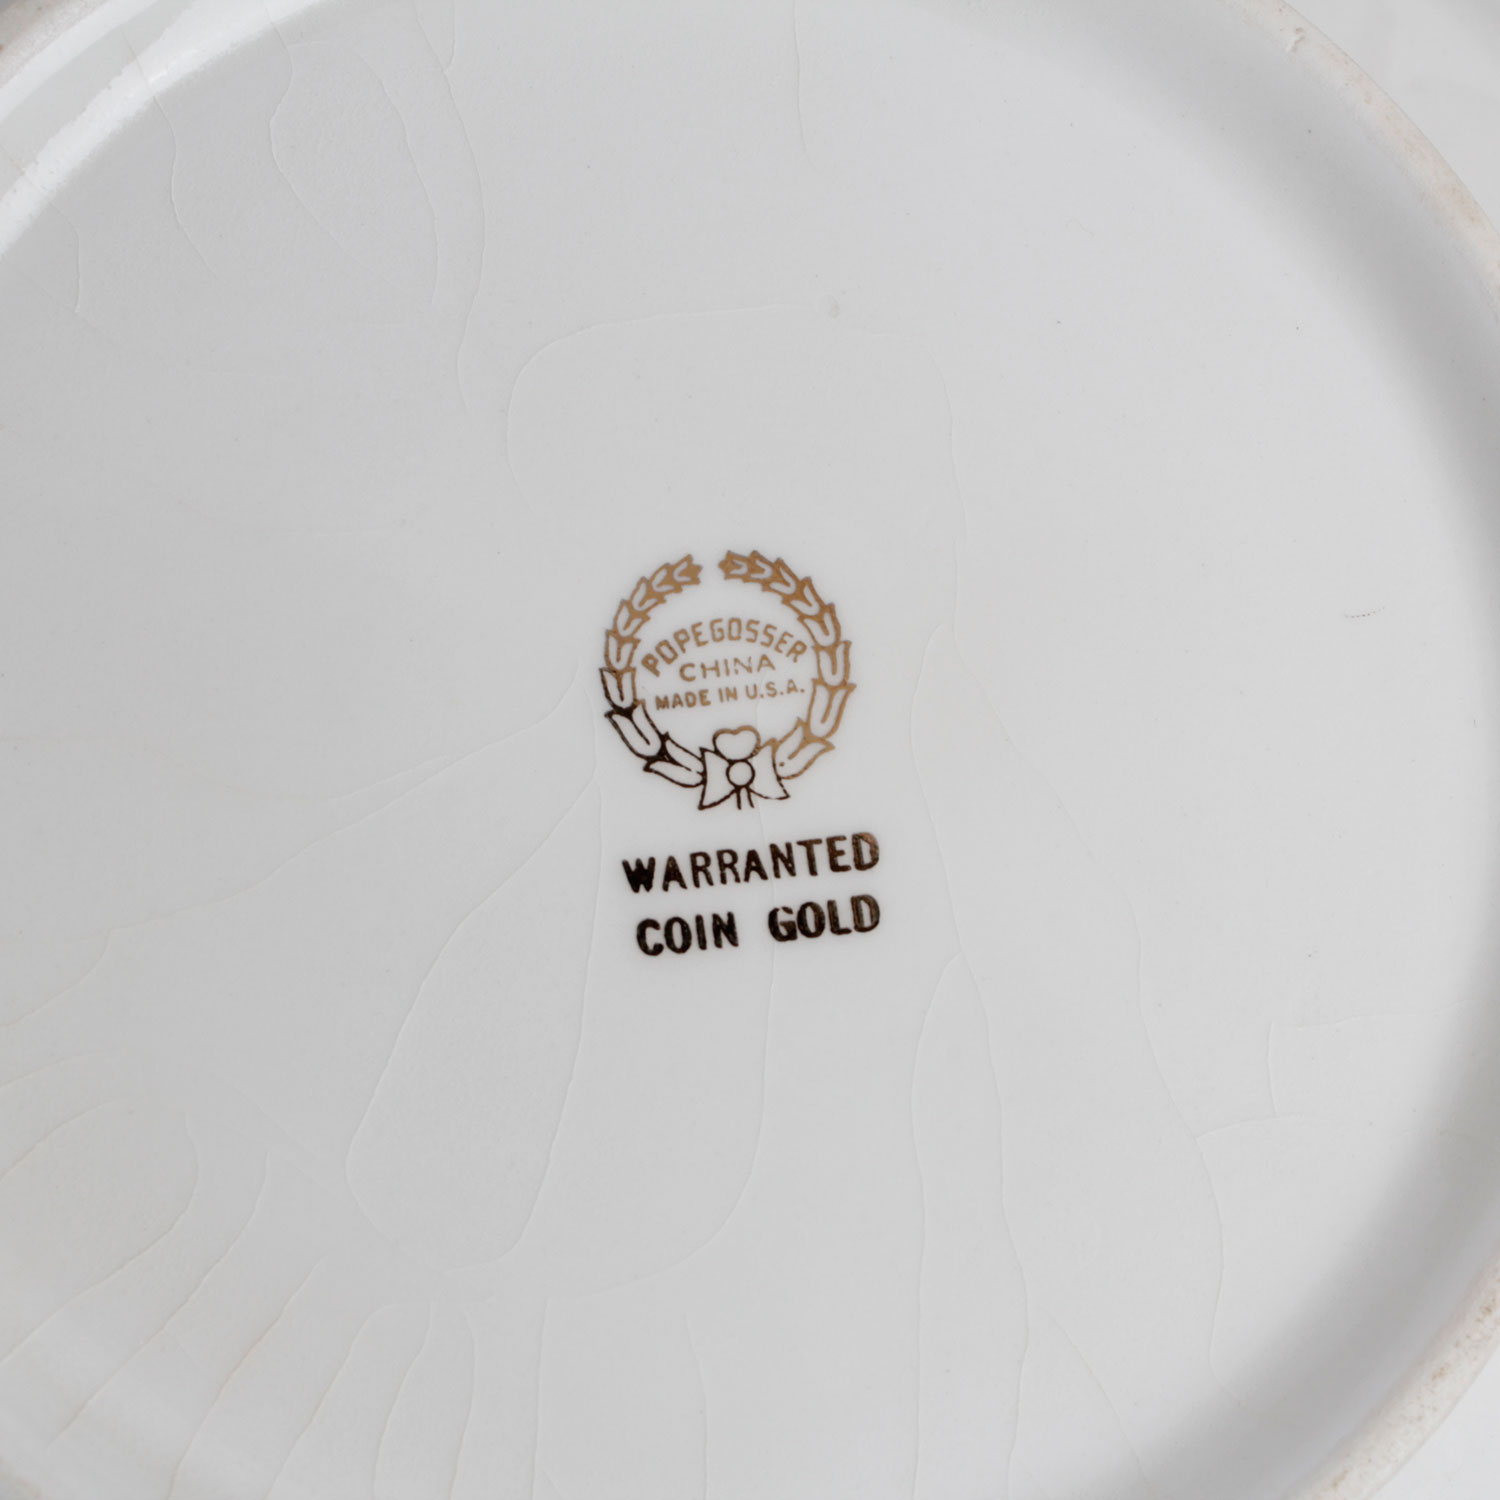 POPEGOSSER
CHINA
MADE IN U.S.A.
WARRANTED
COIN GOLD